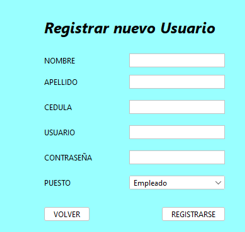 Registrar nuevo Usuario
NOMBRE
APELLIDO
CEDULA
USUARIO
CONTRASEÑA
PUESTO Empleado
VOLVER REGISTRARSE